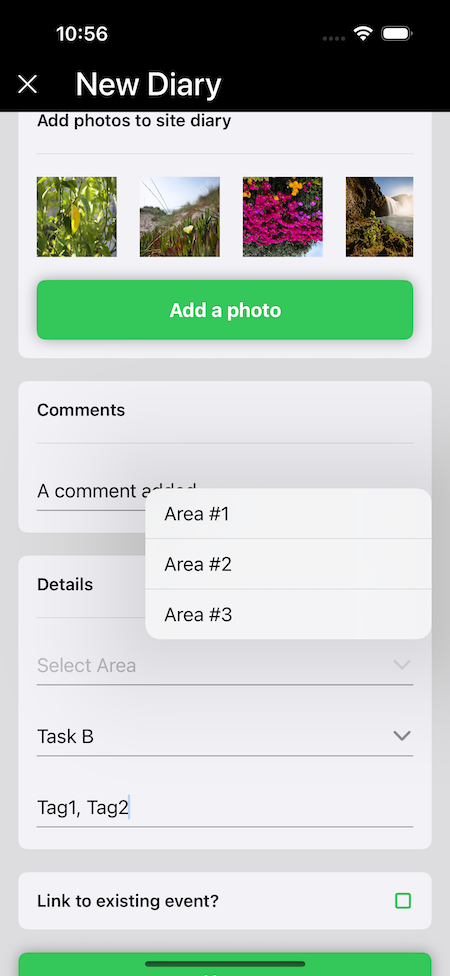 10:56
New Diary
Add photos to site diary
Add a photo
Comments
A comment added
Area #1
Area #2
Area #3
Details
Select Area
Task B
Tag1, Tag2
Link to existing event?